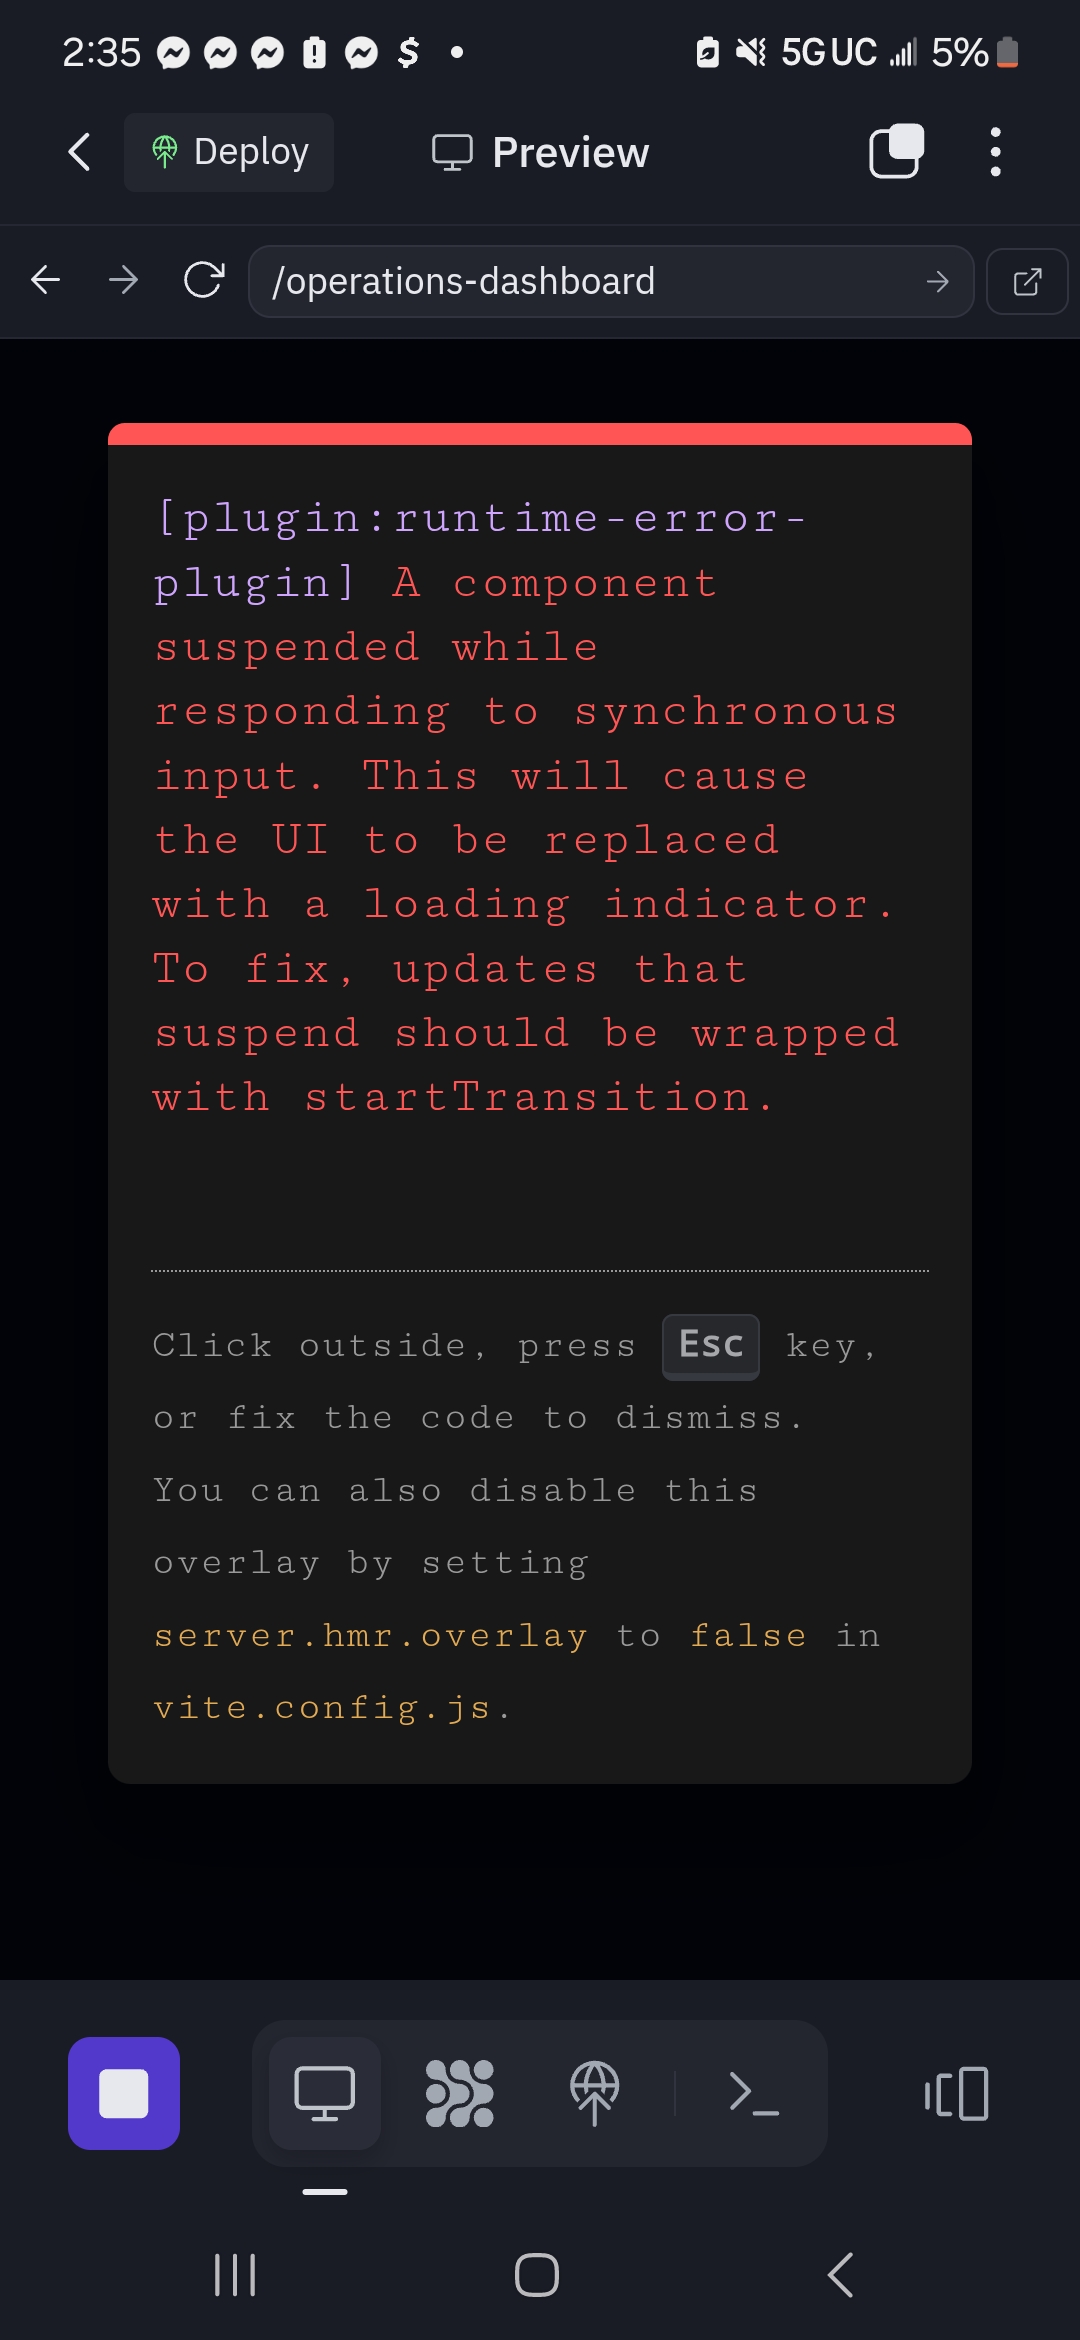 2:35 $ 5G UC 5%
Deploy Preview
/operations-dashboard
[plugin:runtime-error-
plugin] A component
suspended while
responding to synchronous
input. This will cause
the UI to be replaced
with a loading indicator.
To fix, updates that
suspend should be wrapped
with startTransition.
Click outside, press Esc key,
or fix the code to dismiss.
You can also disable this
overlay by setting
server.hmr.overlay to false in
vite.config.js.